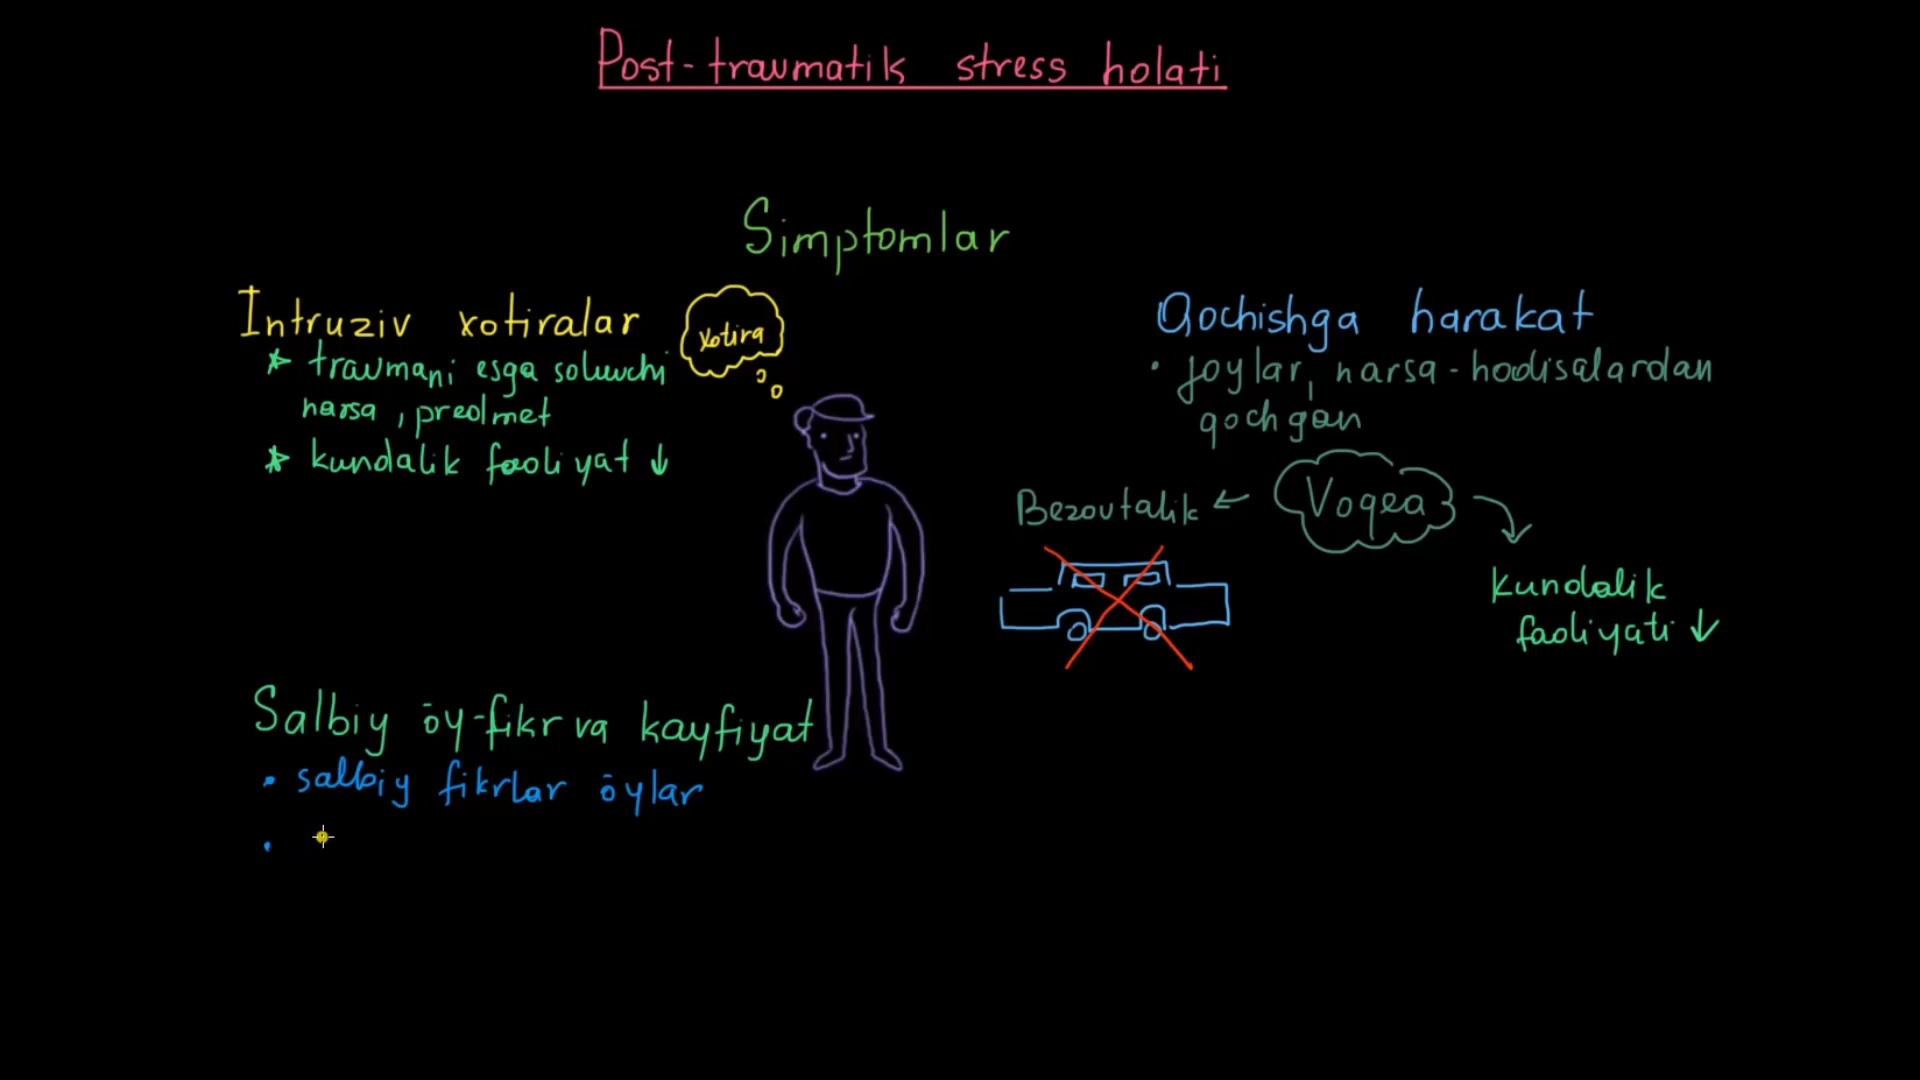 Post-travmatik stress holati
Simptomlar
Intruziv xotiralar
travmani esga soluvchi
narsa, predmet
kundalik faoliyat ↓
xotira
Qochishga harakat
• joylar, narsa-hodisalardan
qochgan
Bezovtalik ← Voqea
kundalik
faoliyati ↓
Salbiy ōy-fikr va kayfiyat
• salbiy fikrlar ōylar
•